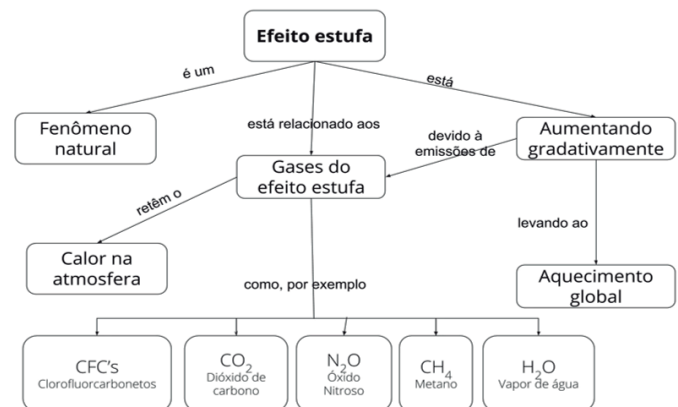 Efeito estufa
é um
está
Fenômeno
natural
está relacionado aos
devido à
emissões de
Aumentando
gradativamente
Gases do
efeito estufa
retêm o
levando ao
Calor na
atmosfera
como, por exemplo
Aquecimento
global
CFC's
Clorofluorcarbonetos
CO₂
Dióxido de
carbono
N₂O
Óxido
Nitroso
CH₄
Metano
H₂O
Vapor de água